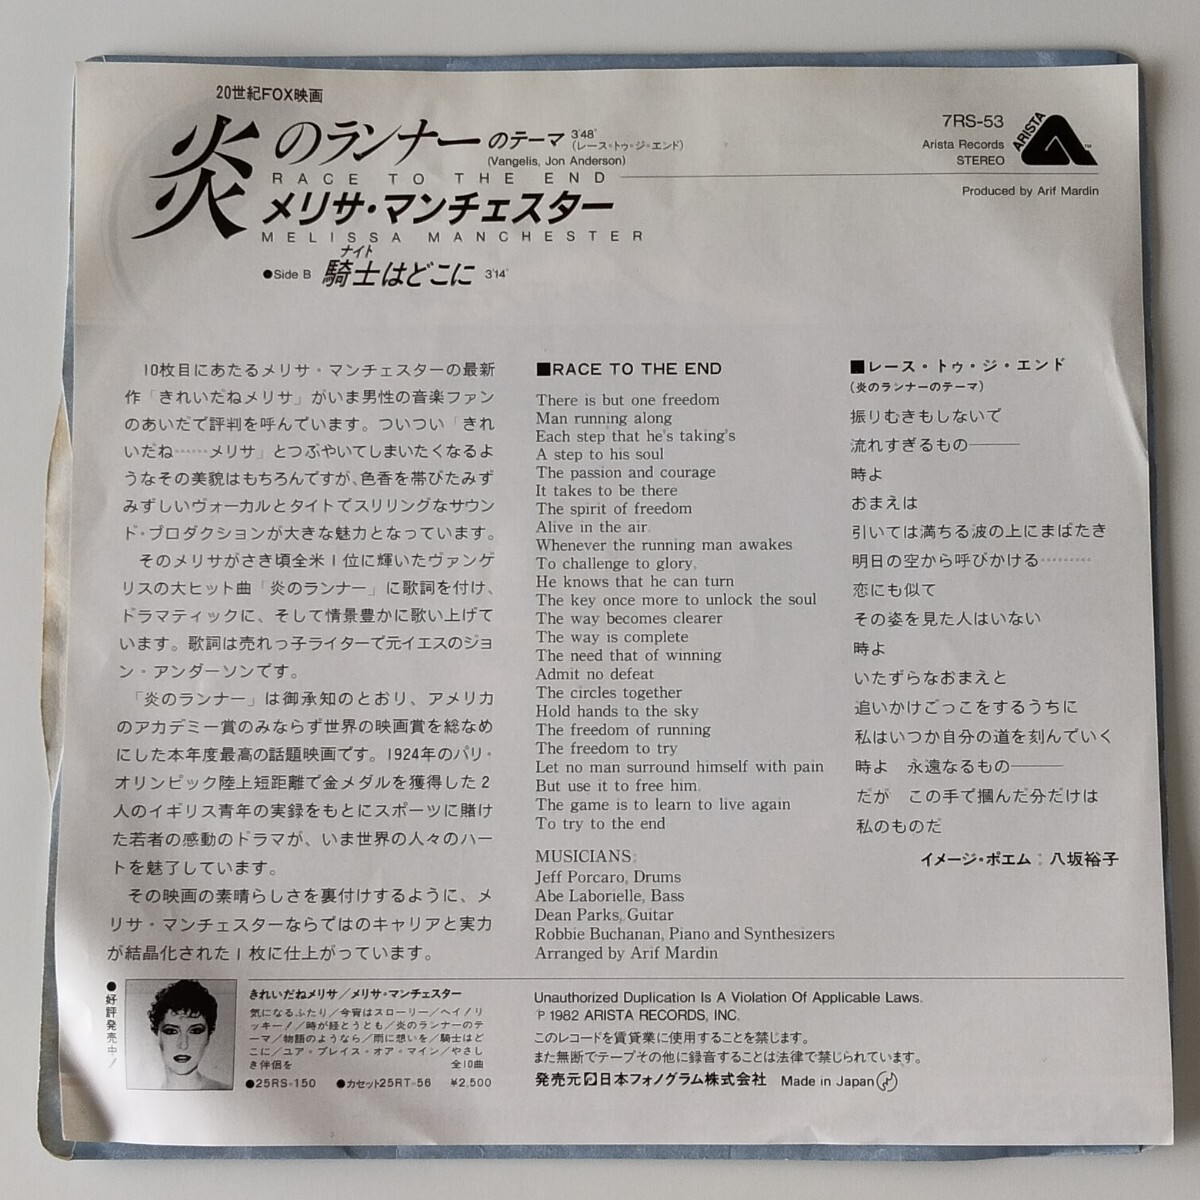 20世紀FOX映画
炎のランナーのテーマ 3'48"
(レース・トゥ・ジ・エンド)
(Vangelis, Jon Anderson)
RACE TO THE END
メリサ・マンチェスター
MELISSA MANCHESTER
ナイト
●Side B 騎士はどこに 3'14"
7RS-53
Arista Records
STEREO
ARISTA
TM
Produced by Arif Mardin
10枚目にあたるメリサ・マンチェスターの最新
作「きれいだねメリサ」がいま男性の音楽ファン
のあいだで評判を呼んでいます。ついつい「きれ
いだね……メリサ」とつぶやいてしまいたくなるよ
うなその美貌はもちろんですが、色香を帯びたみず
みずしいヴォーカルとタイトでスリリングなサウン
ド・プロダクションが大きな魅力となっています。
そのメリサがさき頃全米1位に輝いたヴァンゲ
リスの大ヒット曲「炎のランナー」に歌詞を付け、
ドラマティックに、そして情景豊かに歌い上げて
います。歌詞は売れっ子ライターで元イエスのジョ
ン・アンダーソンです。
「炎のランナー」は御承知のとおり、アメリカ
のアカデミー賞のみならず世界の映画賞を総なめ
にした本年度最高の話題映画です。1924年のパリ・
オリンピック陸上短距離で金メダルを獲得した2
人のイギリス青年の実録をもとにスポーツに賭け
た若者の感動のドラマが、いま世界の人々のハー
トを魅了しています。
その映画の素晴らしさを裏付けするように、メ
リサ・マンチェスターならではのキャリアと実力
が結晶化された1枚に仕上がっています。
■RACE TO THE END
There is but one freedom
Man running along
Each step that he's taking's
A step to his soul
The passion and courage
It takes to be there
The spirit of freedom
Alive in the air.
Whenever the running man awakes
To challenge to glory,
He knows that he can turn
The key once more to unlock the soul
The way becomes clearer
The way is complete
The need that of winning
Admit no defeat
The circles together
Hold hands to the sky
The freedom of running
The freedom to try
Let no man surround himself with pain
But use it to free him.
The game is to learn to live again
To try to the end
MUSICIANS:
Jeff Porcaro, Drums
Abe Laborielle, Bass
Dean Parks, Guitar
Robbie Buchanan, Piano and Synthesizers
Arranged by Arif Mardin
■レース・トゥ・ジ・エンド
(炎のランナーのテーマ)
振りむきもしないで
流れすぎるもの───
時よ
おまえは
引いては満ちる波の上にまばたき
明日の空から呼びかける………
恋にも似て
その姿を見た人はいない
時よ
いたずらなおまえと
追いかけごっこをするうちに
私はいつか自分の道を刻んでいく
時よ 永遠なるもの───
だが この手で掴んだ分だけは
私のものだ
イメージ・ポエム：八坂裕子
●好評発売中！
きれいだねメリサ／メリサ・マンチェスター
気になるふたり／今宵はスローリー／ヘイ！リ
ッキー！／時が経とうとも／炎のランナーのテ
ーマ／物語のようなら／雨に想いを／騎士はど
こに／ユア・プレイス・オア・マイン／やさし
き伴侶を 全10曲
●25RS-150 ●カセット25RT-56 ¥2,500
Unauthorized Duplication Is A Violation Of Applicable Laws.
℗ 1982 ARISTA RECORDS, INC.
このレコードを賃貸業に使用することを禁じます。
また無断でテープその他に録音することは法律で禁じられています。
発売元 日本フォノグラム株式会社 Made in Japan